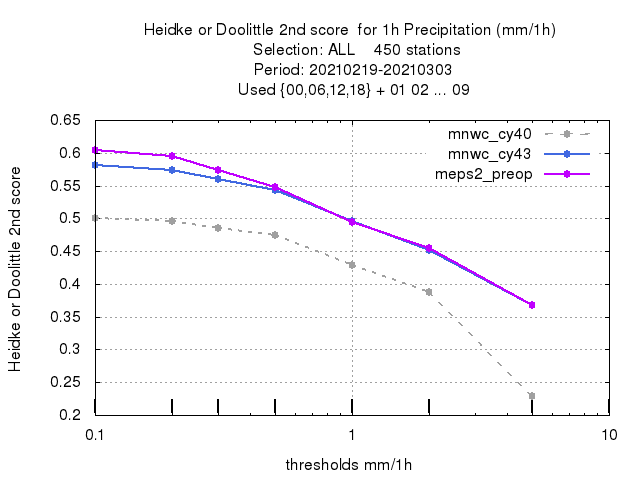 Heidke or Doolittle 2nd score  for 1h Precipitation (mm/1h)
Selection: ALL    450 stations
Period: 20210219-20210303
Used {00,06,12,18} + 01 02 ... 09
mnwc_cy40
mnwc_cy43
meps2_preop
Heidke or Doolittle 2nd score
0.65
0.6
0.55
0.5
0.45
0.4
0.35
0.3
0.25
0.2
0.1
1
10
thresholds mm/1h